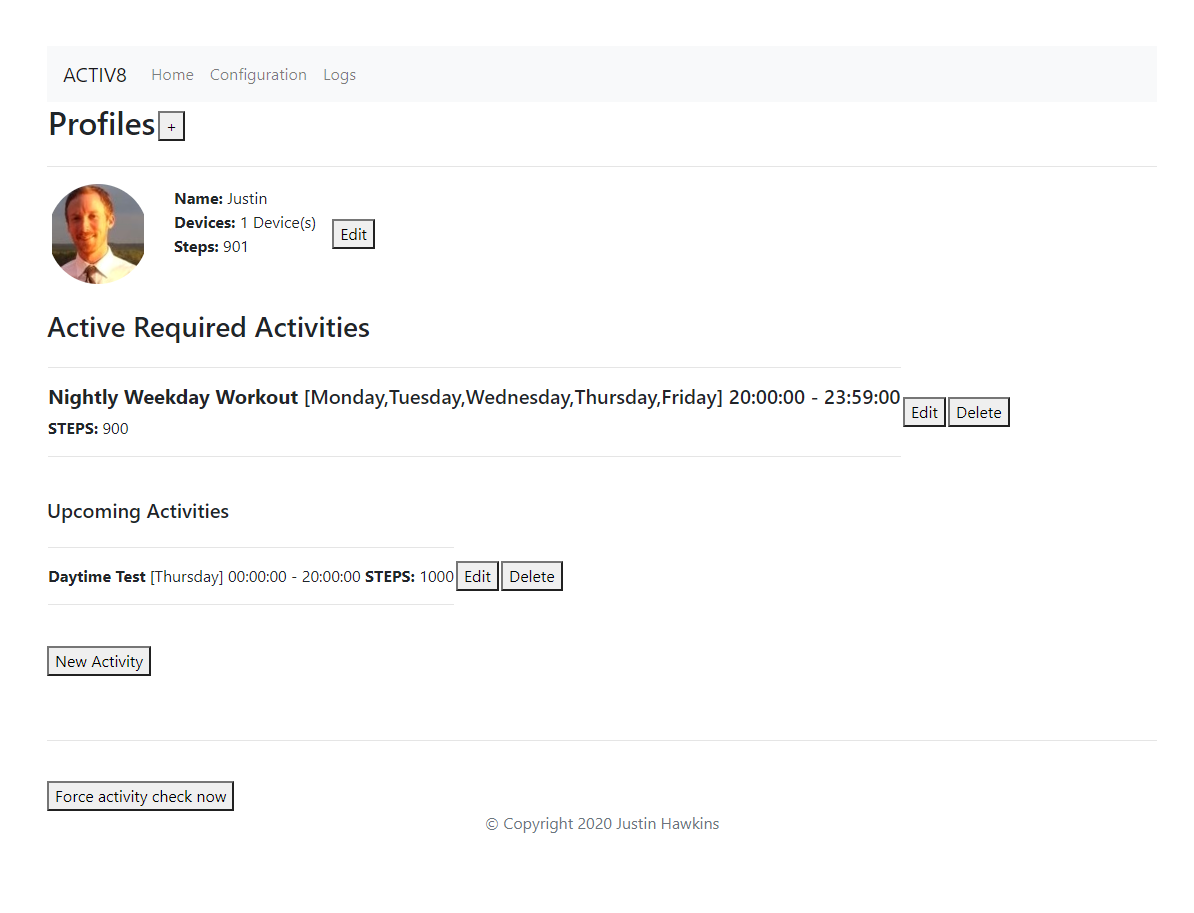 ACTIV8 Home Configuration Logs
Profiles +
Name: Justin
Devices: 1 Device(s)
Edit
Steps: 901
Active Required Activities
Nightly Weekday Workout [Monday,Tuesday,Wednesday,Thursday,Friday] 20:00:00 - 23:59:00
Edit Delete
STEPS: 900
Upcoming Activities
Daytime Test [Thursday] 00:00:00 - 20:00:00 STEPS: 1000 Edit Delete
New Activity
Force activity check now
© Copyright 2020 Justin Hawkins